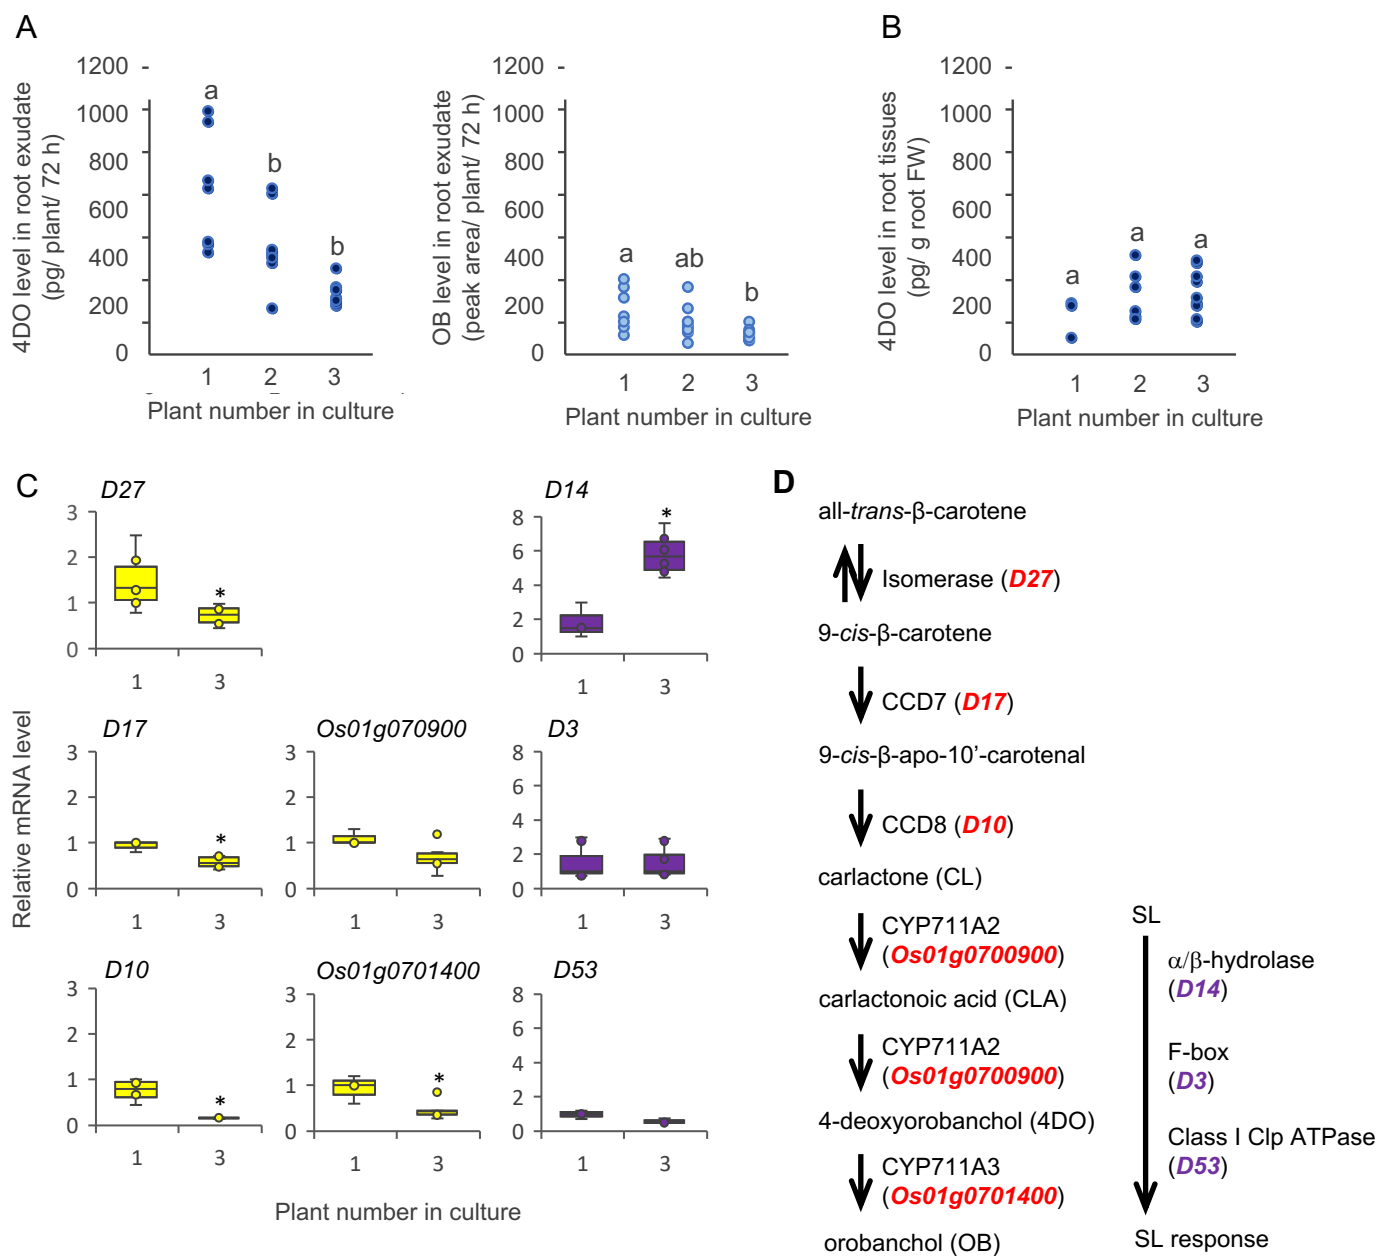 A
4DO level in root exudate
(pg/ plant/ 72 h)
1200
1000
800
600
400
200
0
a
b
b
1 2 3
Plant number in culture
OB level in root exudate
(peak area/ plant/ 72 h)
1200
1000
800
600
400
200
0
a
ab
b
1 2 3
Plant number in culture
B
4DO level in root tissues
(pg/ g root FW)
1200
1000
800
600
400
200
0
a
a
a
1 2 3
Plant number in culture
C
Relative mRNA level
D27
3
2
1
0
*
1 3
D14
8
6
4
2
0
*
1 3
D17
3
2
1
0
*
1 3
Os01g070900
3
2
1
0
1 3
D3
8
6
4
2
0
1 3
D10
3
2
1
0
*
1 3
Os01g0701400
3
2
1
0
*
1 3
D53
8
6
4
2
0
1 3
Plant number in culture
D
all-trans-β-carotene
Isomerase (D27)
9-cis-β-carotene
CCD7 (D17)
9-cis-β-apo-10’-carotenal
CCD8 (D10)
carlactone (CL)
CYP711A2
(Os01g0700900)
carlactonoic acid (CLA)
CYP711A2
(Os01g0700900)
4-deoxyorobanchol (4DO)
CYP711A3
(Os01g0701400)
orobanchol (OB)
SL
α/β-hydrolase
(D14)
F-box
(D3)
Class I Clp ATPase
(D53)
SL response